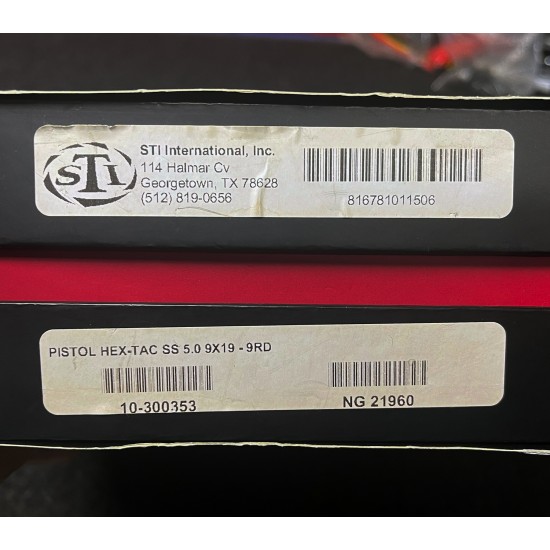 STI
STI International, Inc.
114 Halmar Cv
Georgetown, TX 78628
(512) 819-0656
816781011506
PISTOL HEX-TAC SS 5.0 9X19 - 9RD
10-300353
NG 21960